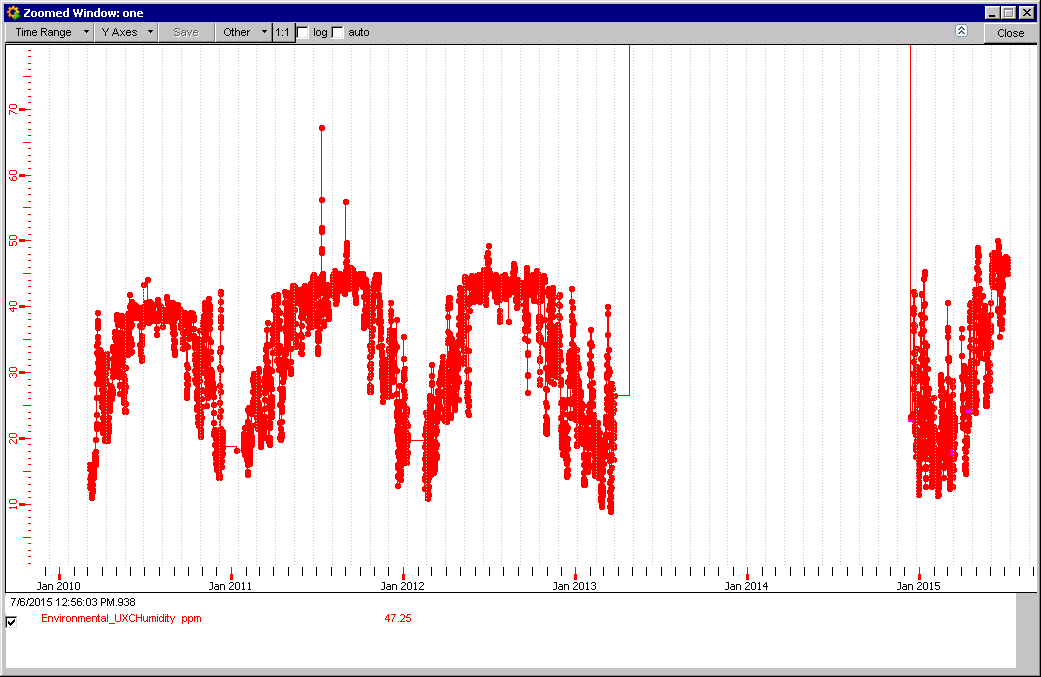 Zoomed Window: one
Time Range Y Axes Save Other 1:1 log auto Close
70
60
50
40
30
20
10
Jan 2010 Jan 2011 Jan 2012 Jan 2013 Jan 2014 Jan 2015
7/6/2015 12:56:03 PM.938
Environmental_UXCHumidity ppm 47.25